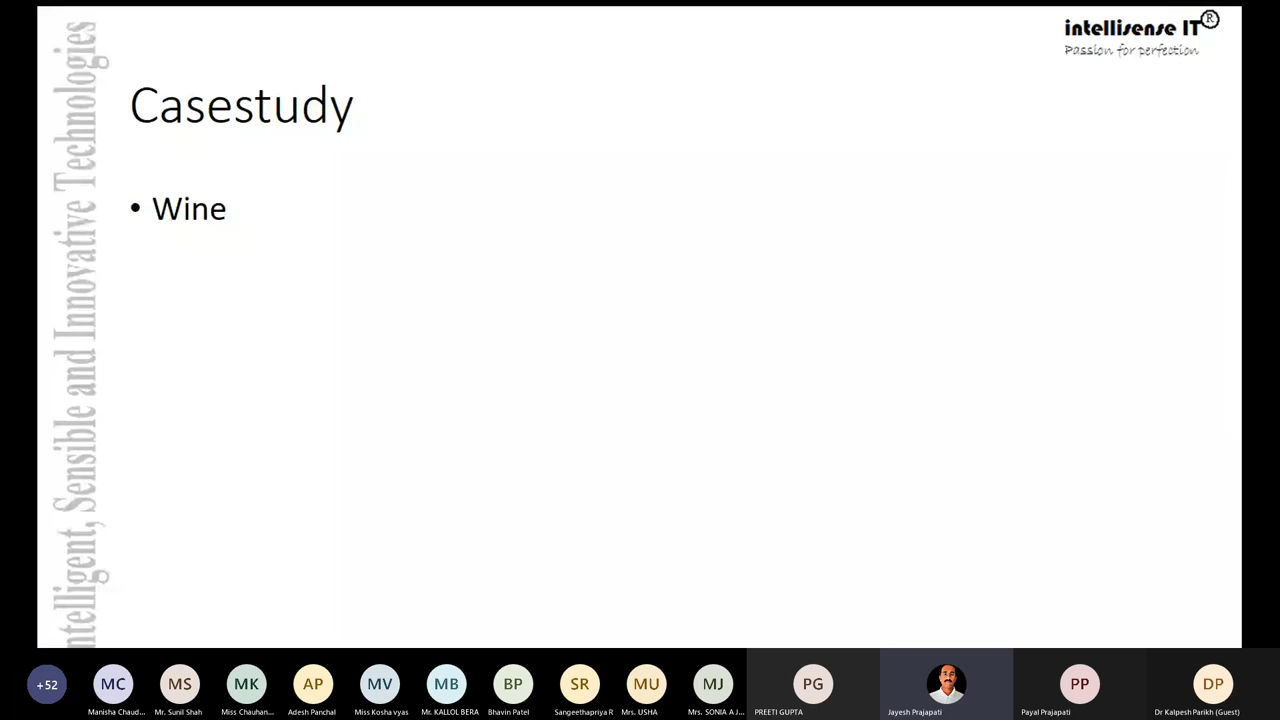 intellisense IT®
Passion for perfection
Intelligent, Sensible and Innovative Technologies
Casestudy
• Wine
+52
MC
MS
MK
AP
MV
MB
BP
SR
MU
MJ
PG
PP
DP
Manisha Chaud...
Mr. Sunil Shah
Miss Chauhan...
Adesh Panchal
Miss Kosha vyas
Mr. KALLOL BERA
Bhavin Patel
Sangeethapriya R
Mrs. USHA
Mrs. SONIA A J...
PREETI GUPTA
Jayesh Prajapati
Payal Prajapati
Dr Kalpesh Parikh (Guest)